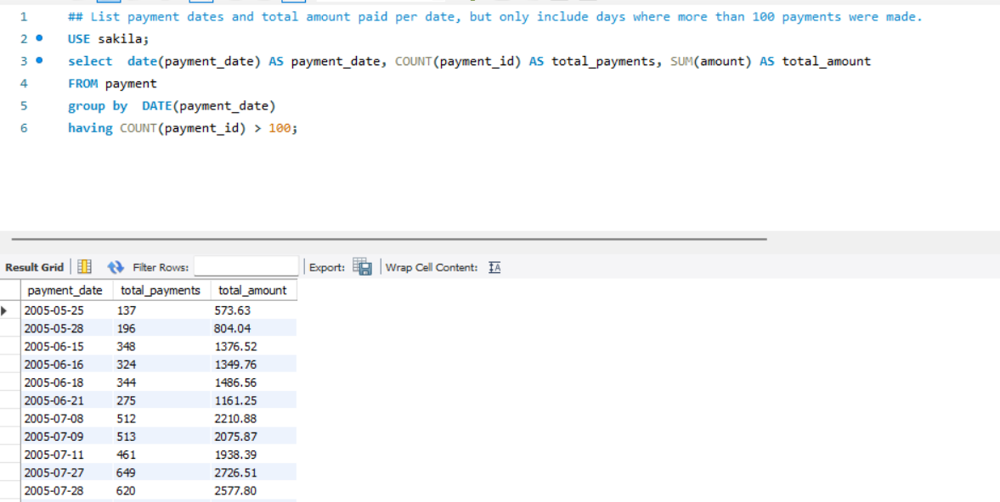 1 ## List payment dates and total amount paid per date, but only include days where more than 100 payments were made.
2 USE sakila;
3 select  date(payment_date) AS payment_date, COUNT(payment_id) AS total_payments, SUM(amount) AS total_amount
4 FROM payment
5 group by  DATE(payment_date)
6 having COUNT(payment_id) > 100;
Result Grid Filter Rows: Export: Wrap Cell Content: IA
payment_date total_payments total_amount
2005-05-25 137 573.63
2005-05-28 196 804.04
2005-06-15 348 1376.52
2005-06-16 324 1349.76
2005-06-18 344 1486.56
2005-06-21 275 1161.25
2005-07-08 512 2210.88
2005-07-09 513 2075.87
2005-07-11 461 1938.39
2005-07-27 649 2726.51
2005-07-28 620 2577.80